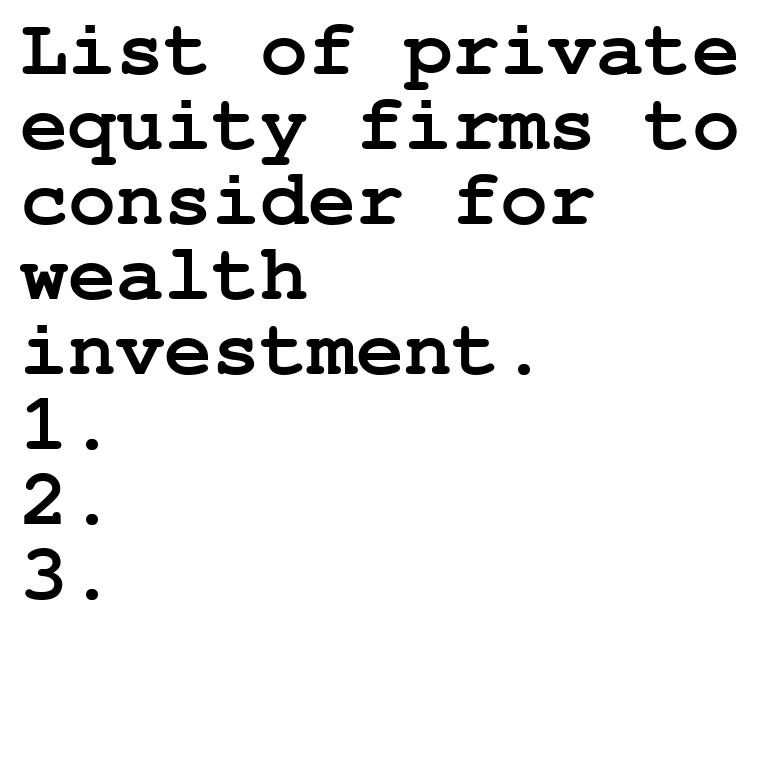 List of private
equity firms to
consider for
wealth
investment.
1.
2.
3.